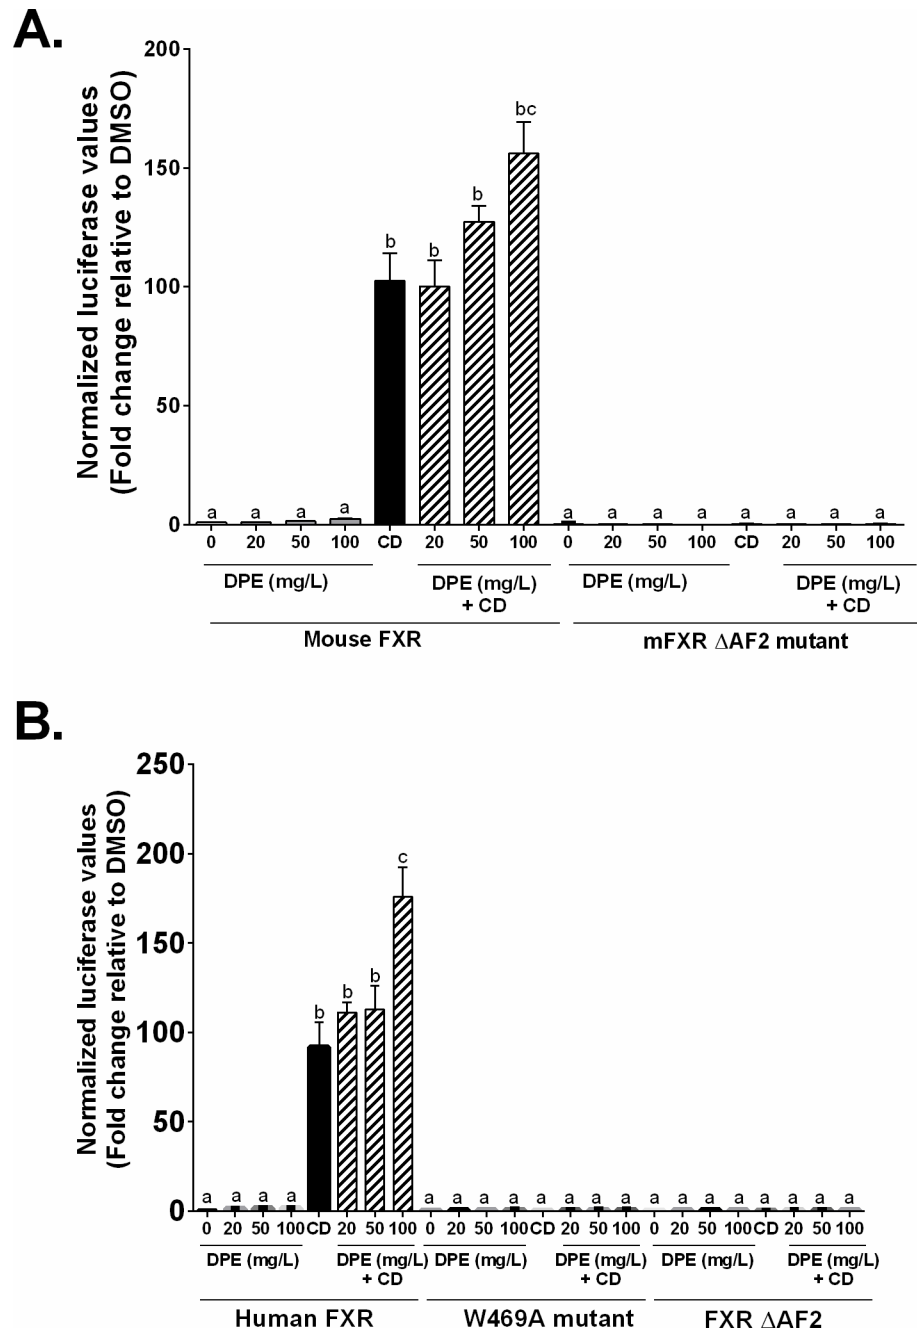 A.
Normalized luciferase values
(Fold change relative to DMSO)
200
150
100
50
0
bc
b
b
b
a a a a a a a a a a a a
0 20 50 100 CD 20 50 100 0 20 50 100 CD 20 50 100
DPE (mg/L) DPE (mg/L) DPE (mg/L) DPE (mg/L)
+ CD + CD
Mouse FXR mFXR ΔAF2 mutant
B.
Normalized luciferase values
(Fold change relative to DMSO)
250
200
150
100
50
0
c
b
b
b
a a a a a a a a a a a a a a a a a a a a
0 20 50 100 CD 20 50 100 0 20 50 100 CD 20 50 100 0 20 50 100 CD 20 50 100
DPE (mg/L) DPE (mg/L) DPE (mg/L) DPE (mg/L) DPE (mg/L) DPE (mg/L)
+ CD + CD + CD
Human FXR W469A mutant FXR ΔAF2